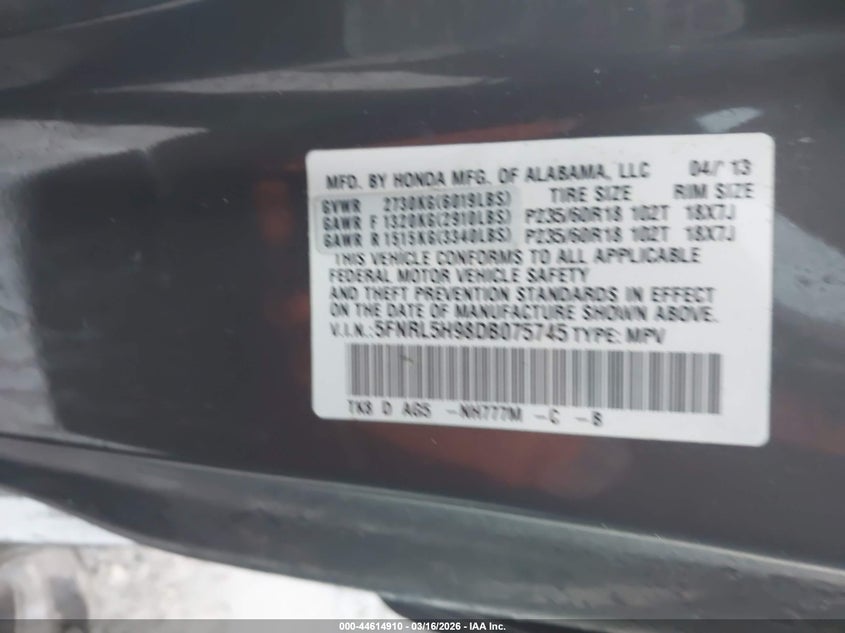 MFD. BY HONDA MFG. OF ALABAMA, LLC 04/'13
GVWR 2730KG(6019LBS) TIRE SIZE RIM SIZE
GAWR F 1320KG(2910LBS) P235/60R18 102T 18X7J
GAWR R 1515KG(3340LBS) P235/60R18 102T 18X7J
THIS VEHICLE CONFORMS TO ALL APPLICABLE
FEDERAL MOTOR VEHICLE SAFETY
AND THEFT PREVENTION STANDARDS IN EFFECT
ON THE DATE OF MANUFACTURE SHOWN ABOVE.
V.I.N.: 5FNRL5H98DB075745 TYPE: MPV
TK8 D AG5 -NH777M -C -B
000-44614910 - 03/16/2026 - IAA Inc.